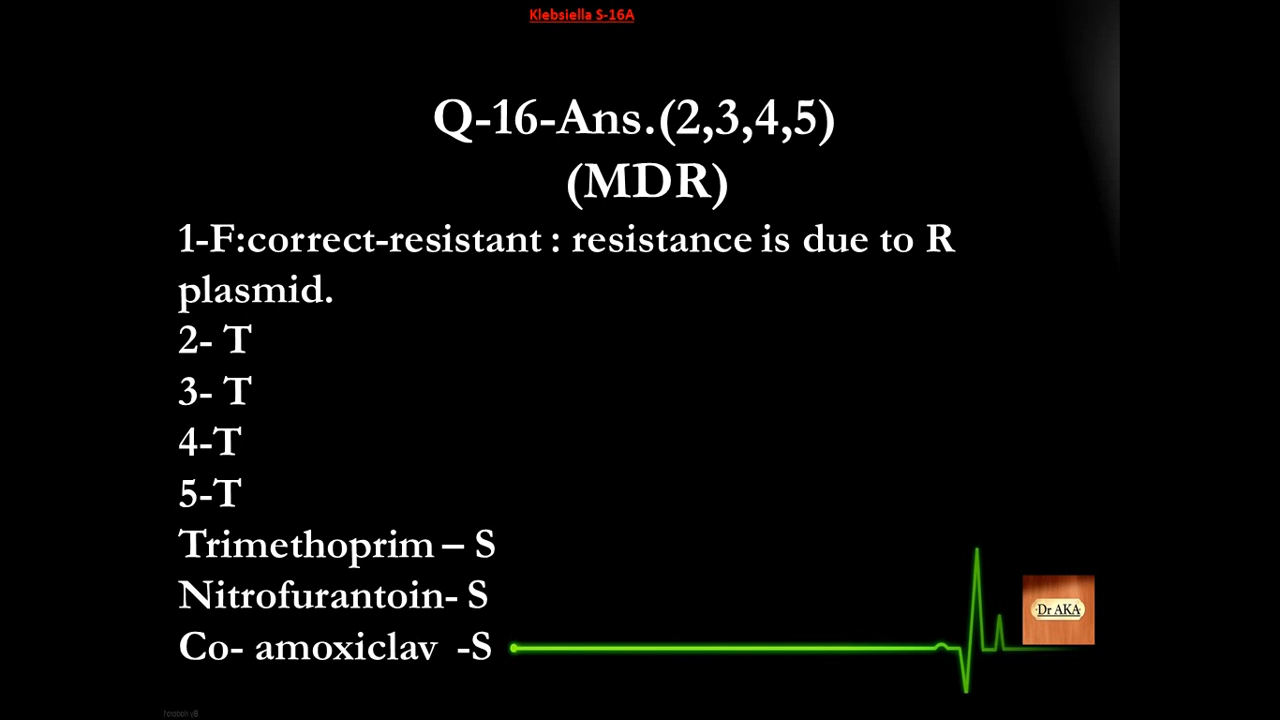 Klebsiella S-16A
Q-16-Ans.(2,3,4,5)
(MDR)
1-F:correct-resistant : resistance is due to R
plasmid.
2- T
3- T
4-T
5-T
Trimethoprim – S
Nitrofurantoin- S
Co- amoxiclav -S
Dr AKA